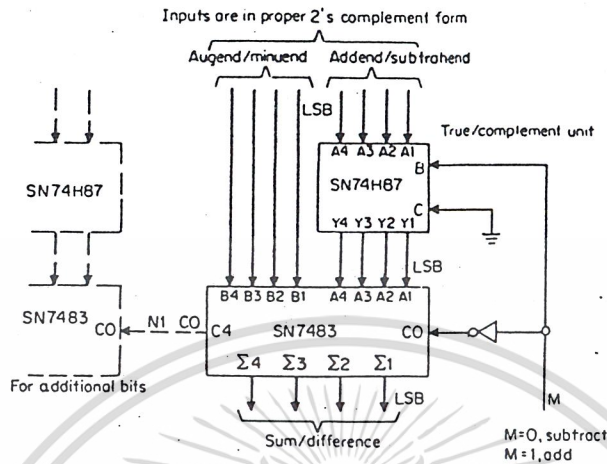 Inputs are in proper 2's complement form
Augend/minuend
Addend/subtrahend
LSB
True/complement unit
A4 A3 A2 A1
B
SN74H87
SN74H87
C
Y4 Y3 Y2 Y1
LSB
B4 B3 B2 B1
A4 A3 A2 A1
SN7483
CO
N1
CO
C4
SN7483
CO
Σ4 Σ3 Σ2 Σ1
For additional bits
LSB
M
Sum/difference
M=0, subtract
M=1, add